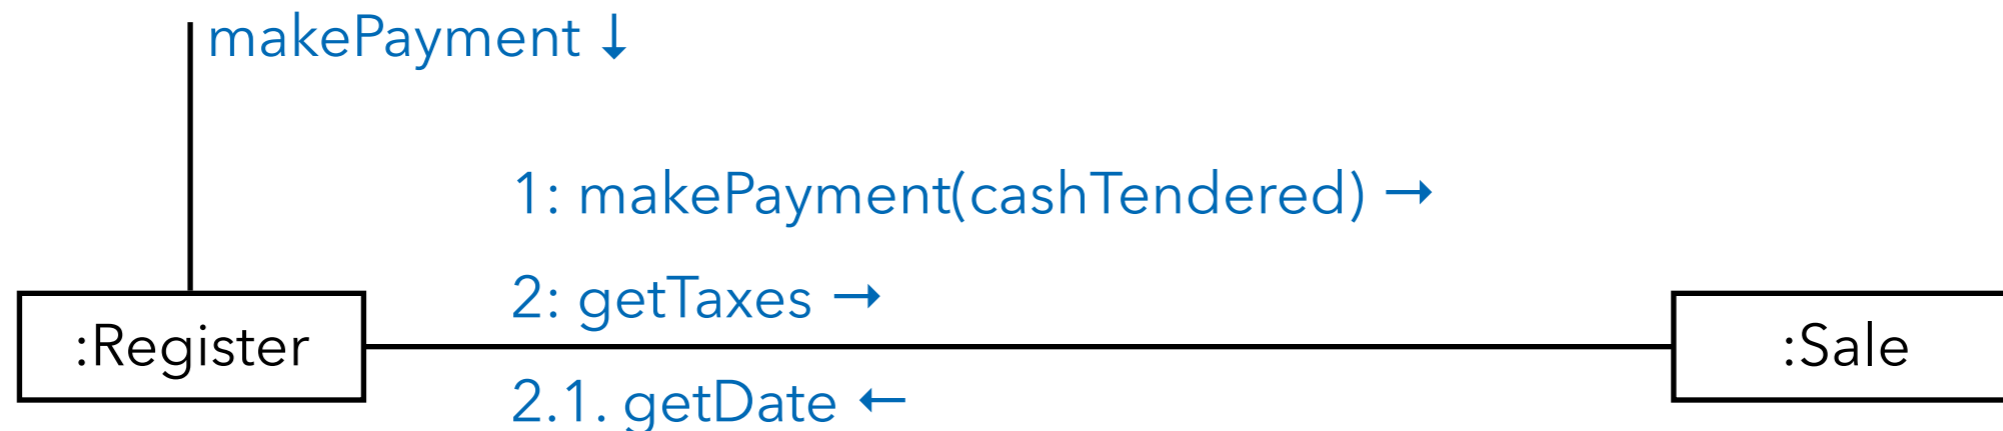 makePayment ↓
1: makePayment(cashTendered) →
2: getTaxes →
:Register
:Sale
2.1. getDate ←